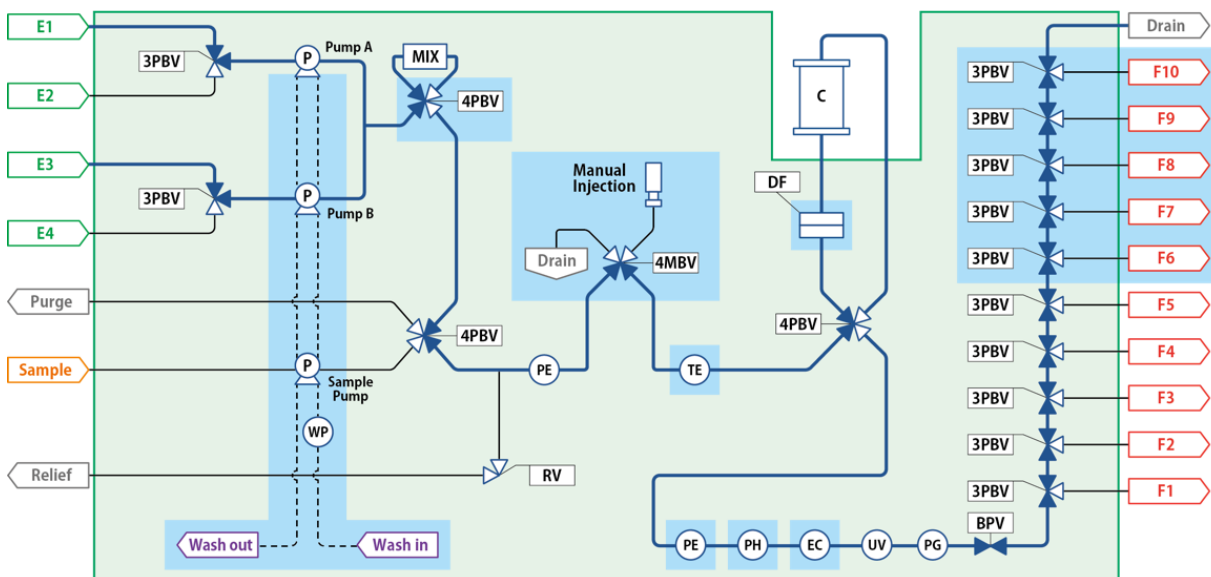 E1
3PBV
E2
P
Pump A
MIX
4PBV
E3
3PBV
E4
P
Pump B
Purge
4PBV
Sample
P
Sample
Pump
WP
Relief
RV
Wash out
Wash in
Manual
Injection
Drain
4MBV
PE
TE
C
DF
4PBV
PE
PH
EC
UV
PG
BPV
Drain
3PBV
F10
3PBV
F9
3PBV
F8
3PBV
F7
3PBV
F6
3PBV
F5
3PBV
F4
3PBV
F3
3PBV
F2
3PBV
F1